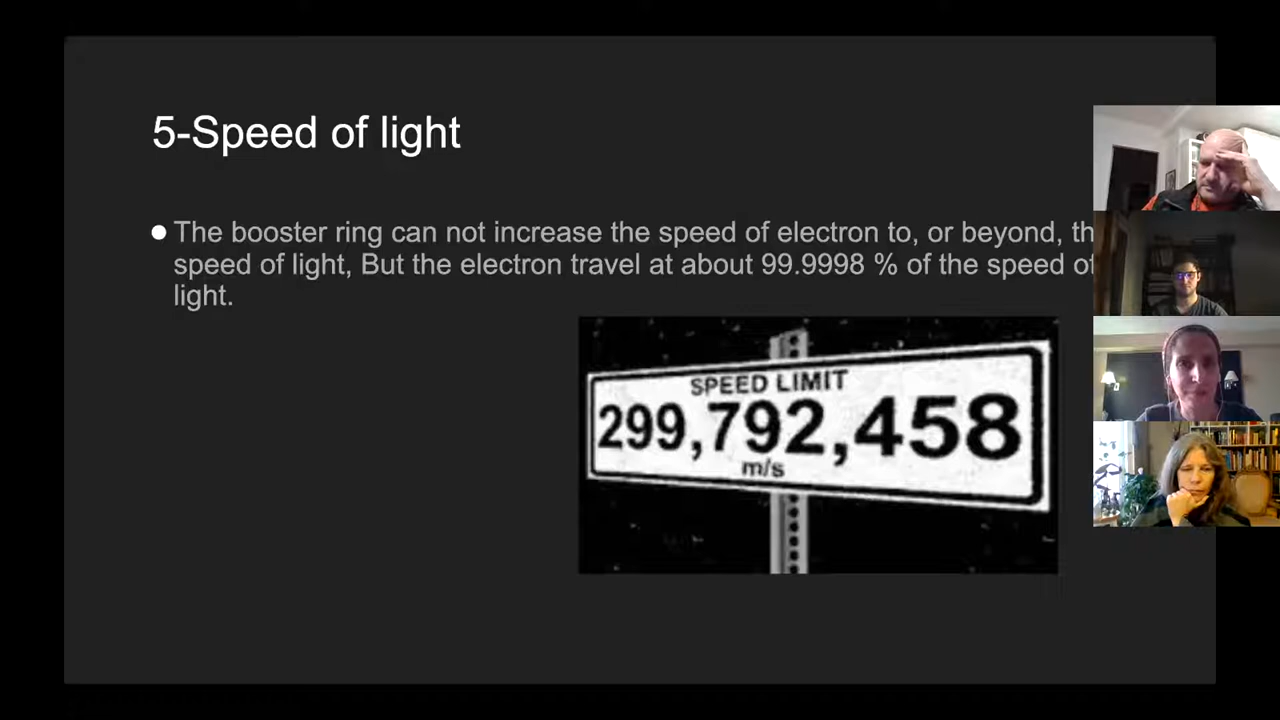 5-Speed of light
The booster ring can not increase the speed of electron to, or beyond, th
speed of light, But the electron travel at about 99.9998 % of the speed of
light.
SPEED LIMIT
299,792,458
m/s